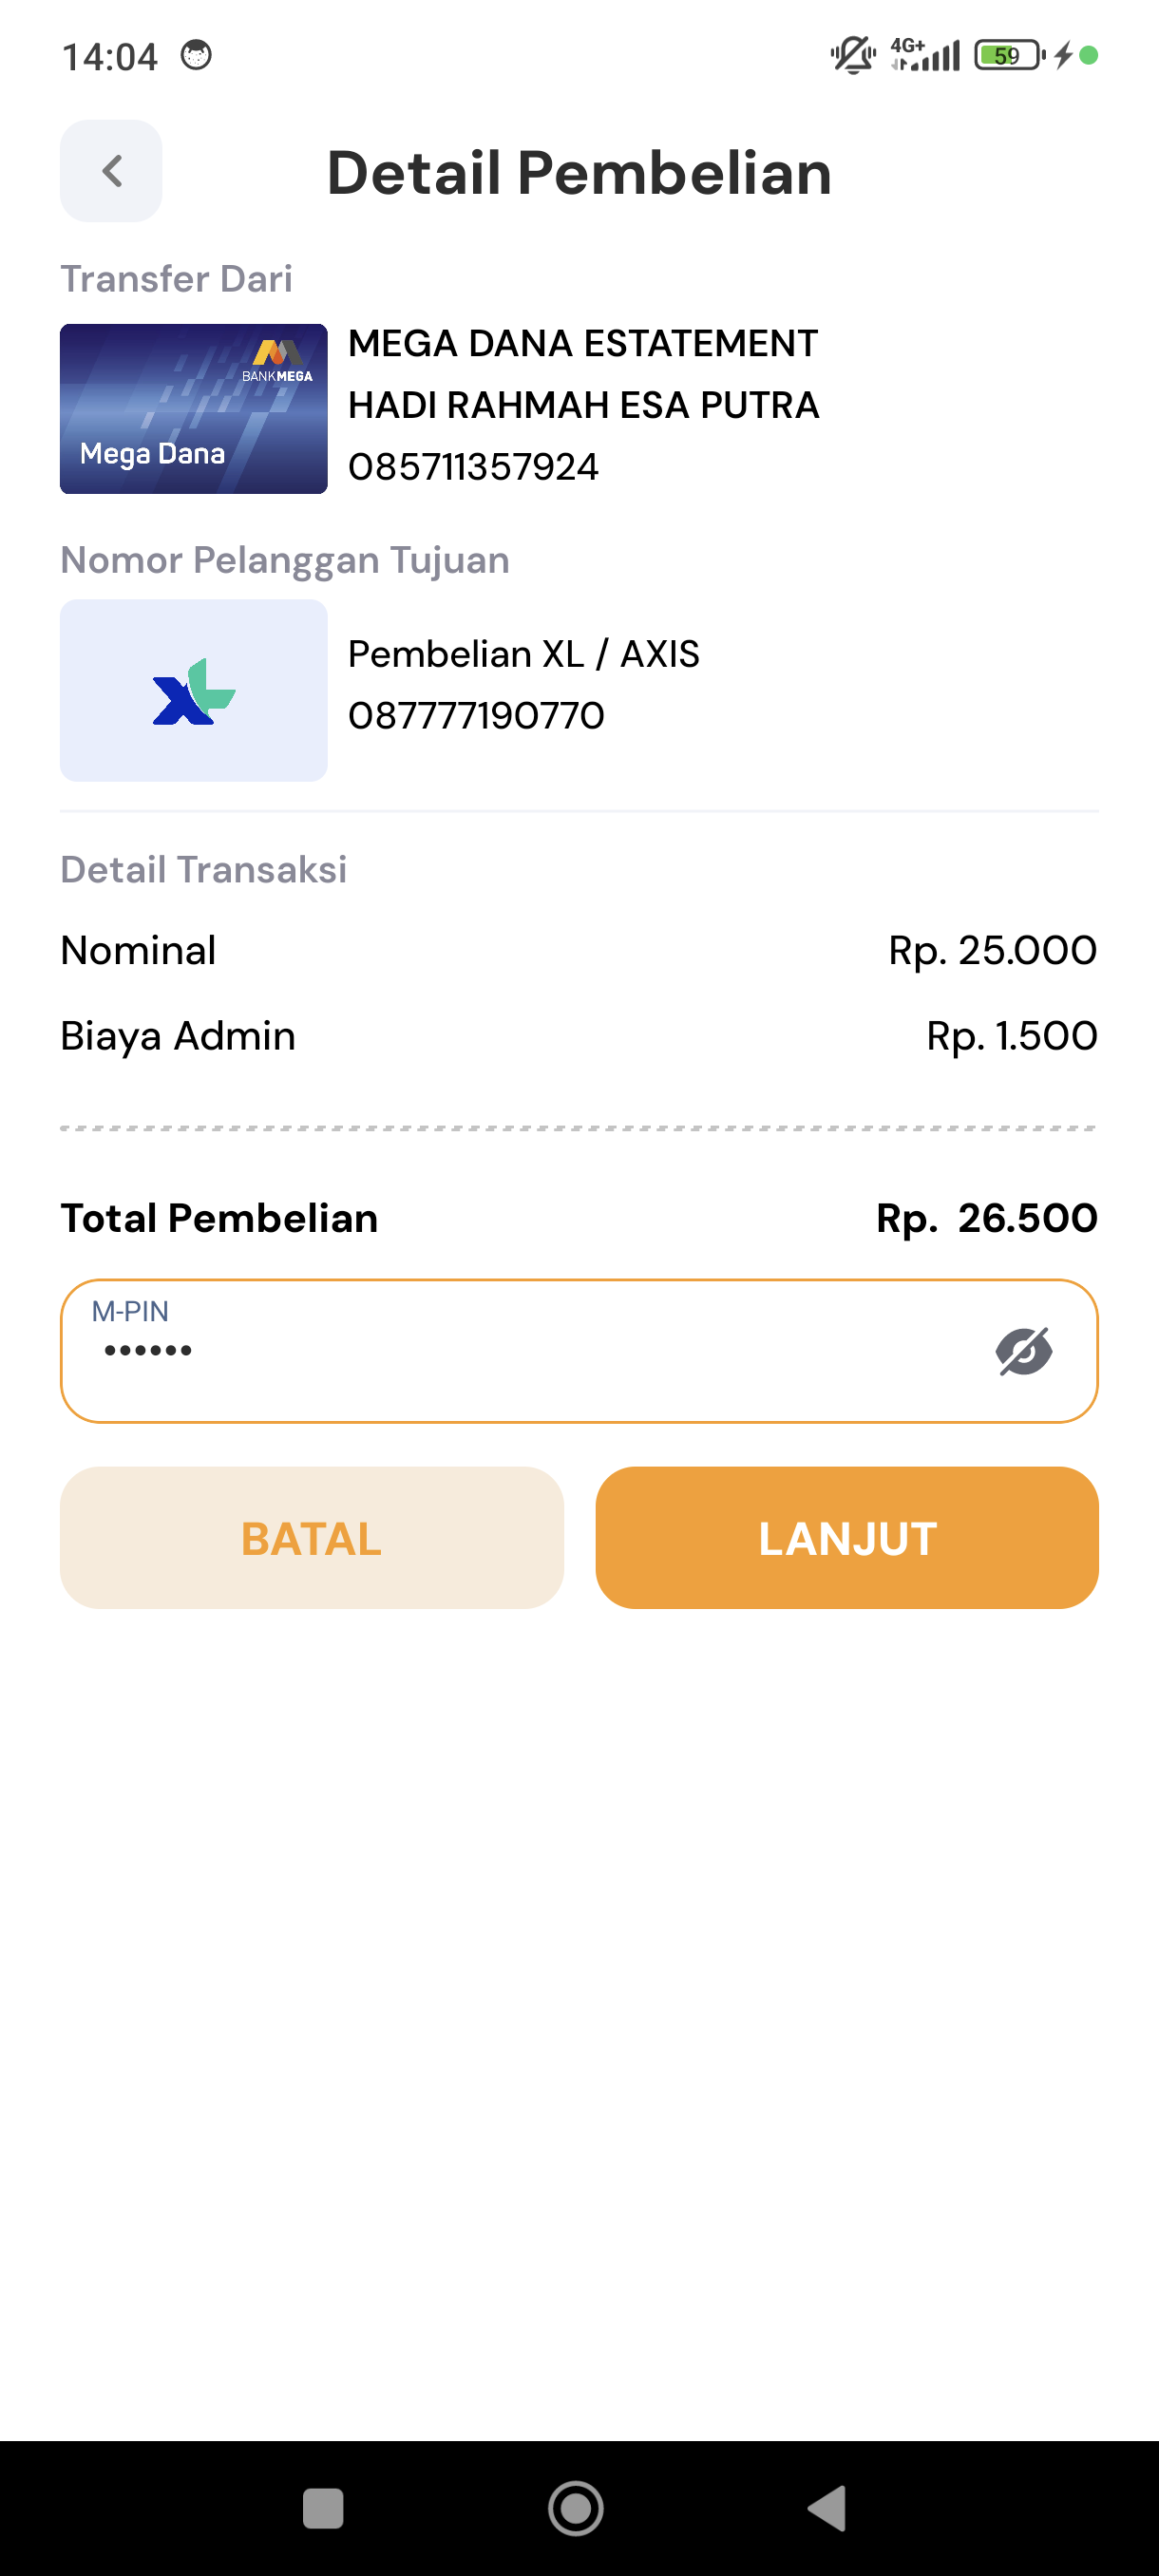 14:04
4G+
59
Detail Pembelian
Transfer Dari
BANKMEGA
Mega Dana
MEGA DANA ESTATEMENT
HADI RAHMAH ESA PUTRA
085711357924
Nomor Pelanggan Tujuan
XL
Pembelian XL / AXIS
087777190770
Detail Transaksi
Nominal Rp. 25.000
Biaya Admin Rp. 1.500
Total Pembelian Rp. 26.500
M-PIN
••••••
BATAL
LANJUT